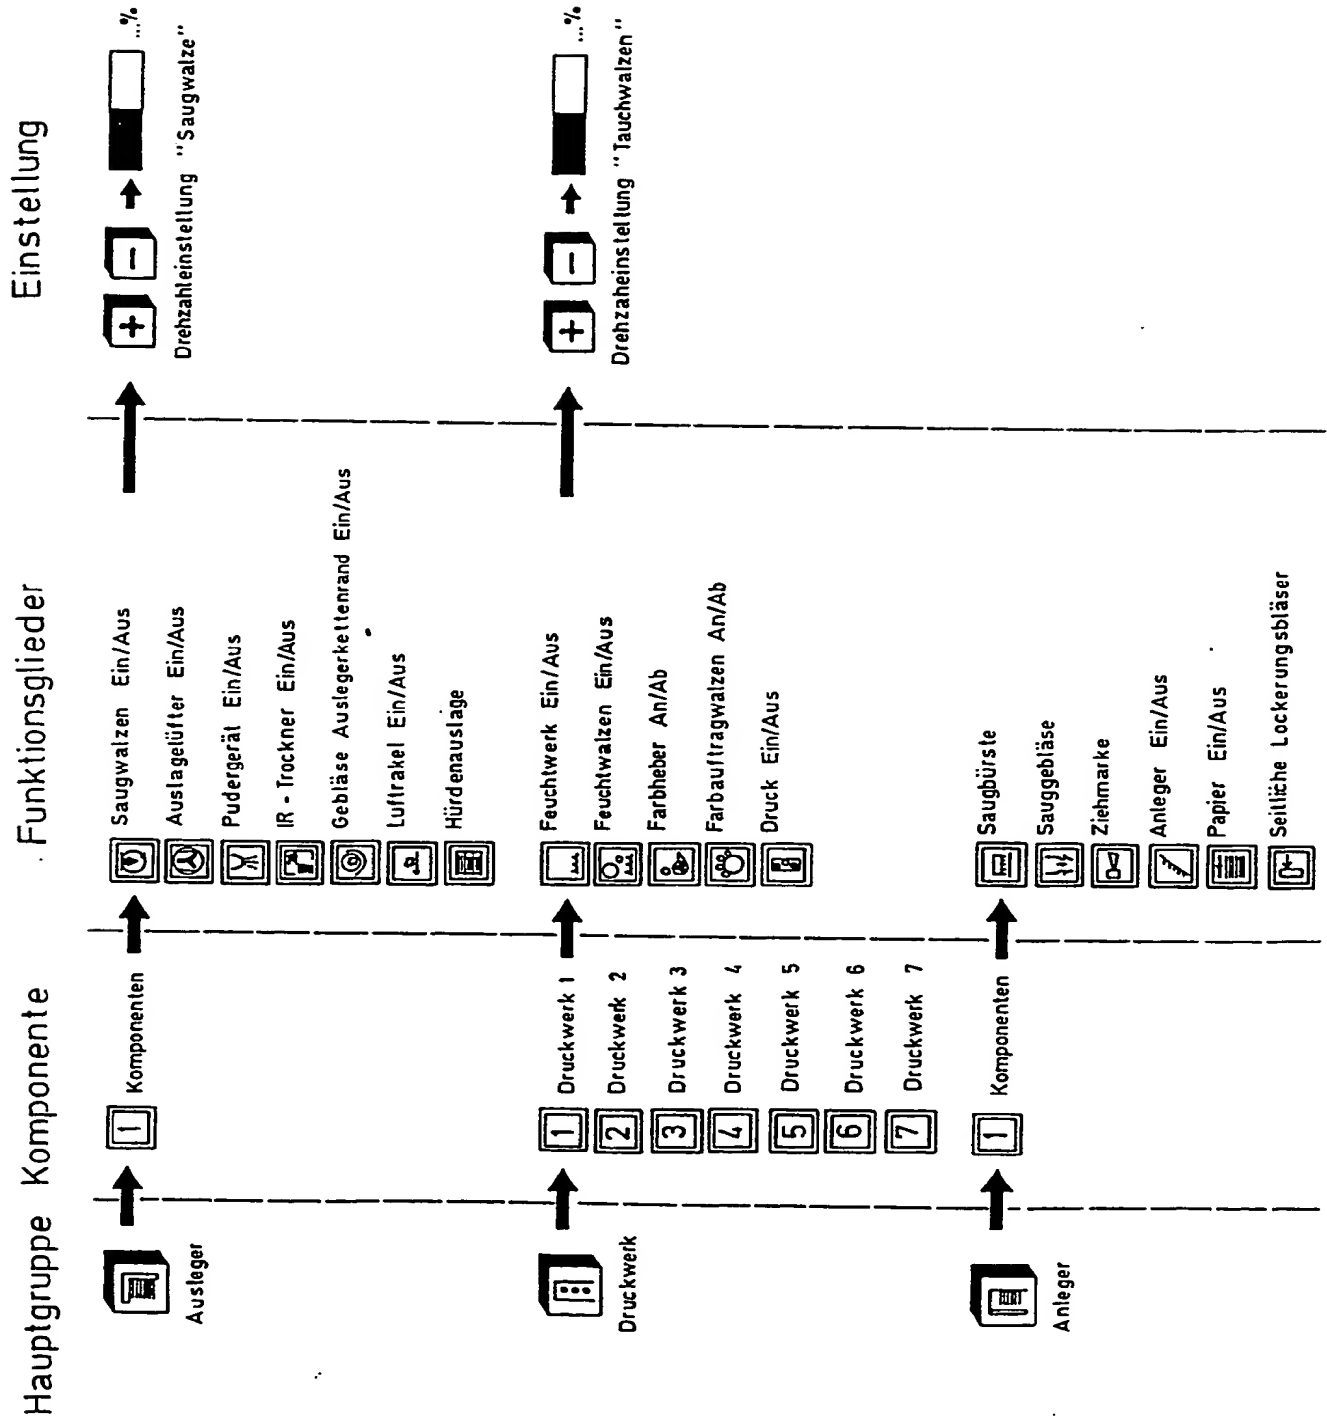 Hauptgruppe Komponente Funktionsglieder Einstellung
Ausleger
1 Komponenten
Saugwalzen Ein/Aus
Auslagelüfter Ein/Aus
Pudergerät Ein/Aus
IR-Trockner Ein/Aus
Gebläse Auslegerkettenrand Ein/Aus
Luftrakel Ein/Aus
Hürdenauslage
+ − ...%
Drehzahleinstellung "Saugwalze"
Druckwerk
1 Druckwerk 1
2 Druckwerk 2
3 Druckwerk 3
4 Druckwerk 4
5 Druckwerk 5
6 Druckwerk 6
7 Druckwerk 7
Feuchtwerk Ein/Aus
Feuchtwalzen Ein/Aus
Farbheber An/Ab
Farbauftragwalzen An/Ab
Druck Ein/Aus
+ − ...%
Drehzaheinstellung "Tauchwalzen"
Anleger
1 Komponenten
Saugbürste
Sauggebläse
Ziehmarke
Anleger Ein/Aus
Papier Ein/Aus
Seitliche Lockerungsbläser